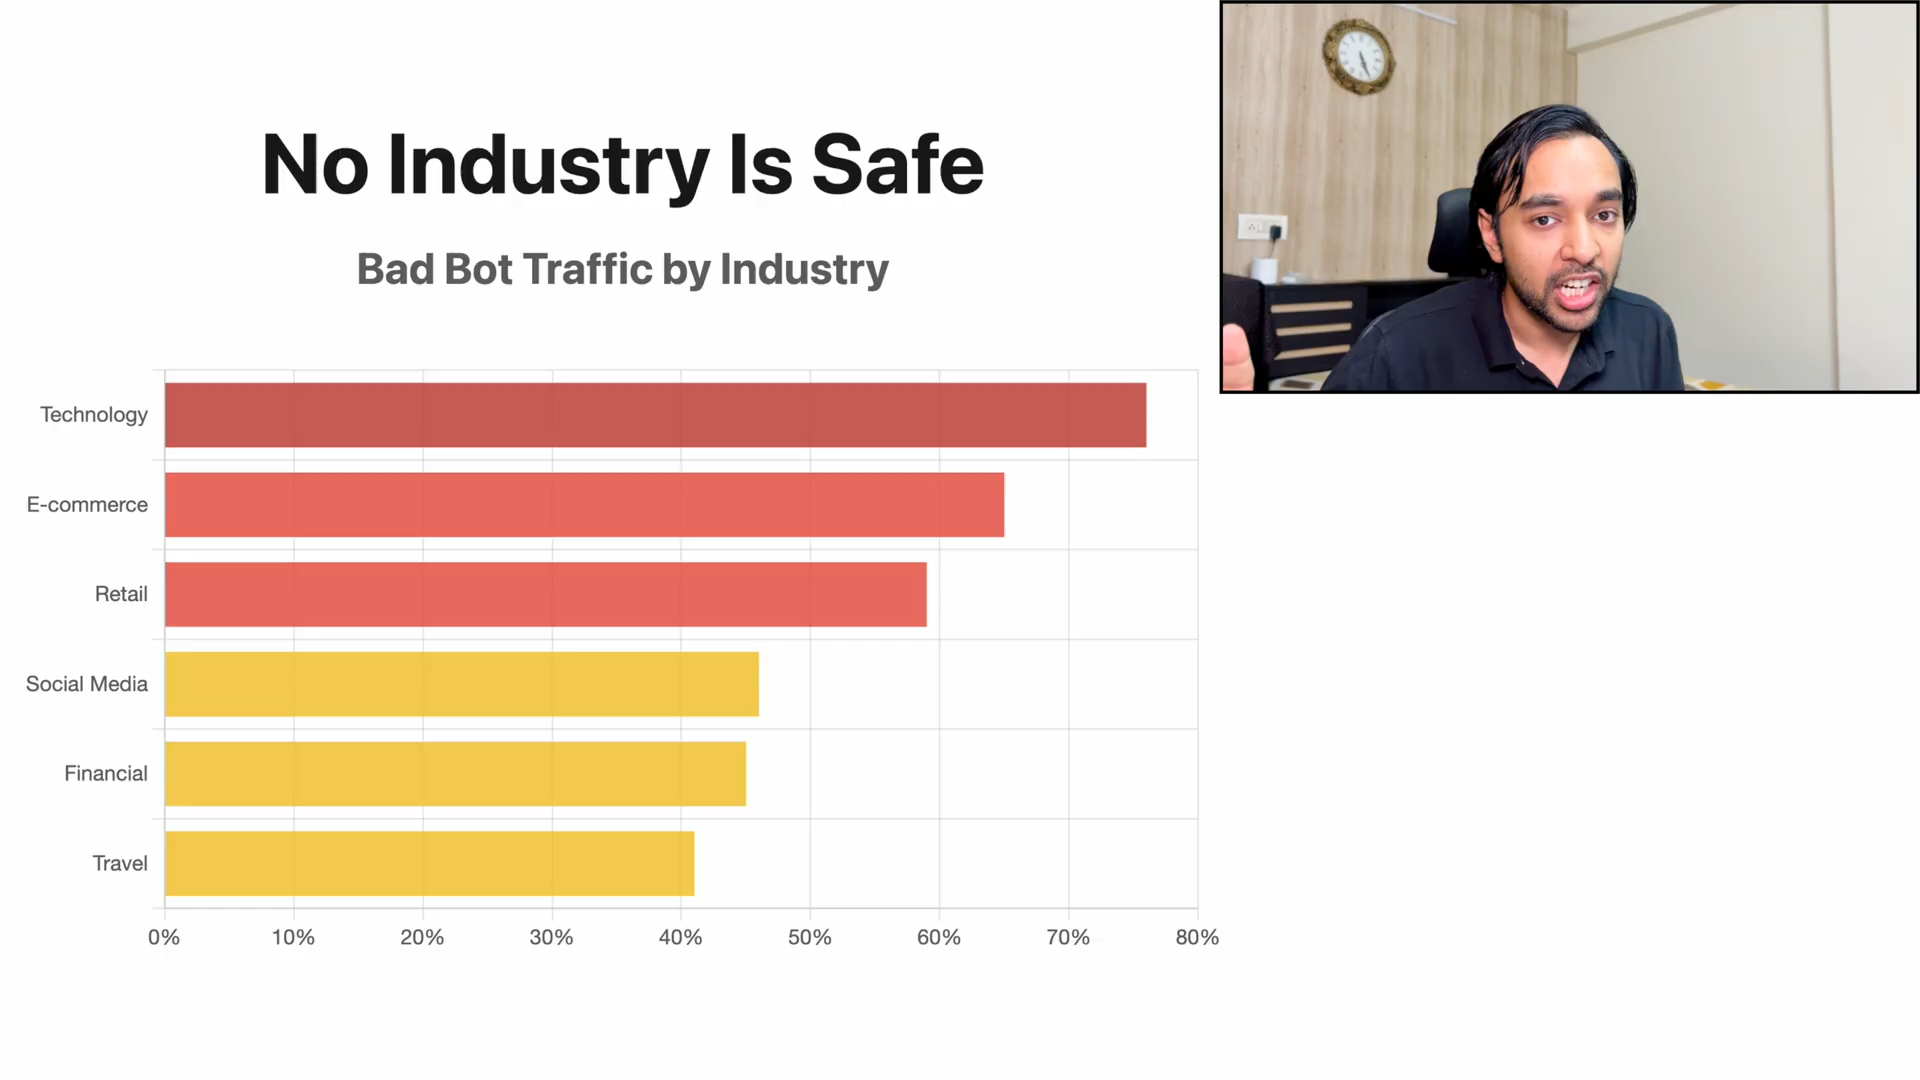 No Industry Is Safe
Bad Bot Traffic by Industry
Technology
E-commerce
Retail
Social Media
Financial
Travel
0% 10% 20% 30% 40% 50% 60% 70% 80%